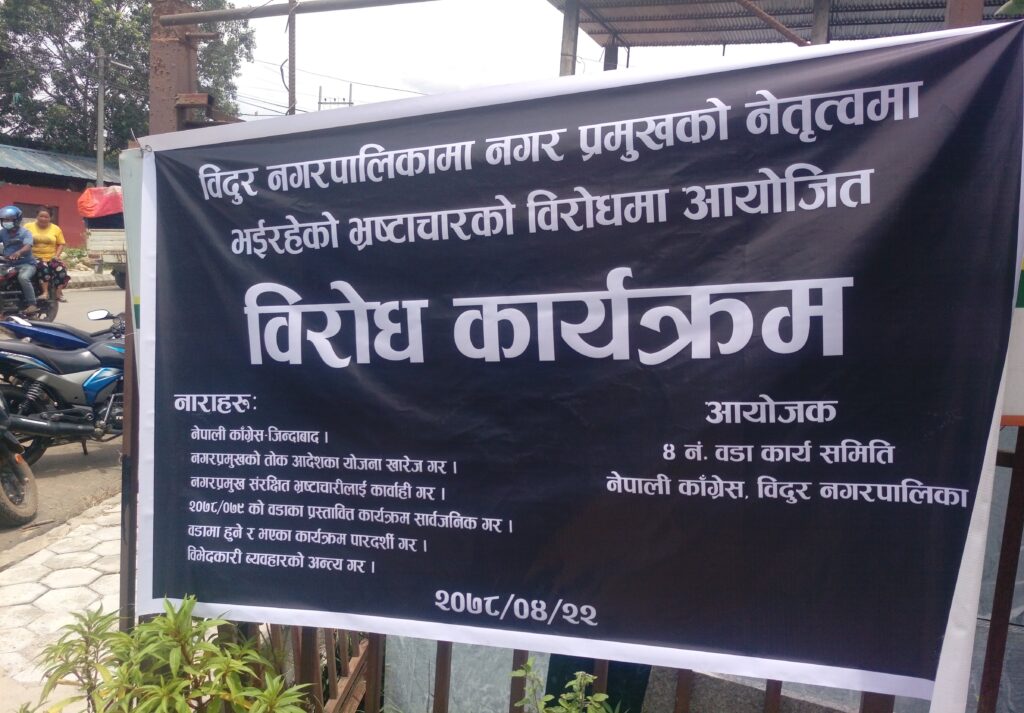 विदुर नगरपालिकामा नगर प्रमुखको नेतृत्वमा
भईरहेको भ्रष्टाचारको विरोधमा आयोजित
विरोध कार्यक्रम
नाराहरुः
नेपाली काँग्रेस-जिन्दाबाद ।
नगरप्रमुखको तोक आदेशका योजना खारेज गर ।
नगरप्रमुख संरक्षित भ्रष्टाचारीलाई कार्वाही गर ।
२०७८/०७९ को वडाका प्रस्तावित्त कार्यक्रम सार्वजनिक गर ।
वडामा हुने र भएका कार्यक्रम पारदर्शी गर ।
विभेदकारी ब्यवहारको अन्त्य गर ।
आयोजक
४ नं. वडा कार्य समिति
नेपाली काँग्रेस, विदुर नगरपालिका
२०७८/०४/२२